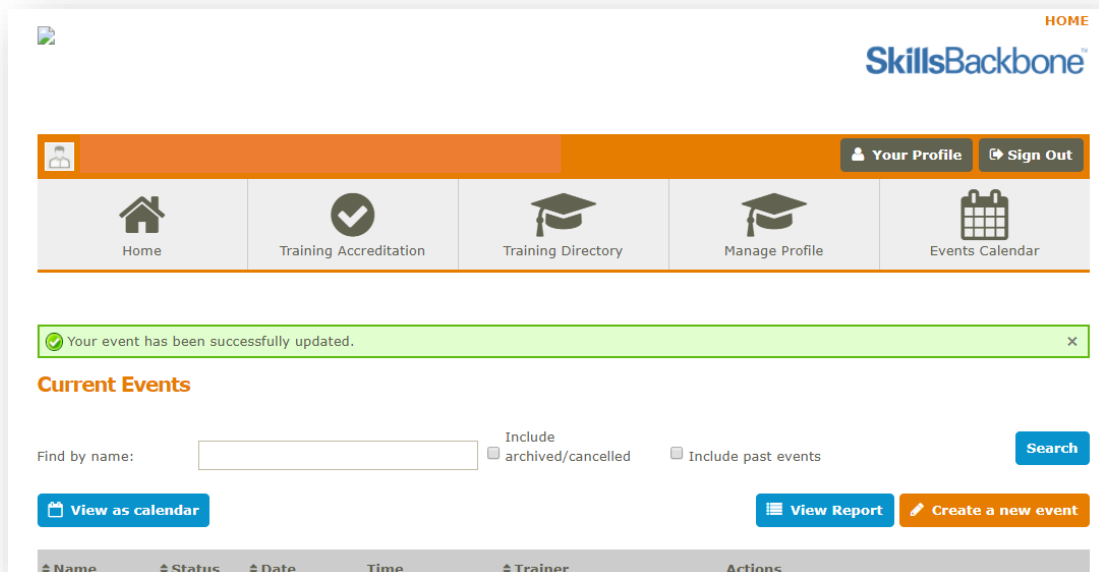 HOME
SkillsBackbone™
Your Profile
Sign Out
Home
Training Accreditation
Training Directory
Manage Profile
Events Calendar
Your event has been successfully updated.
×
Current Events
Find by name:
Include archived/cancelled
Include past events
Search
View as calendar
View Report
Create a new event
Name Status Date Time Trainer Actions